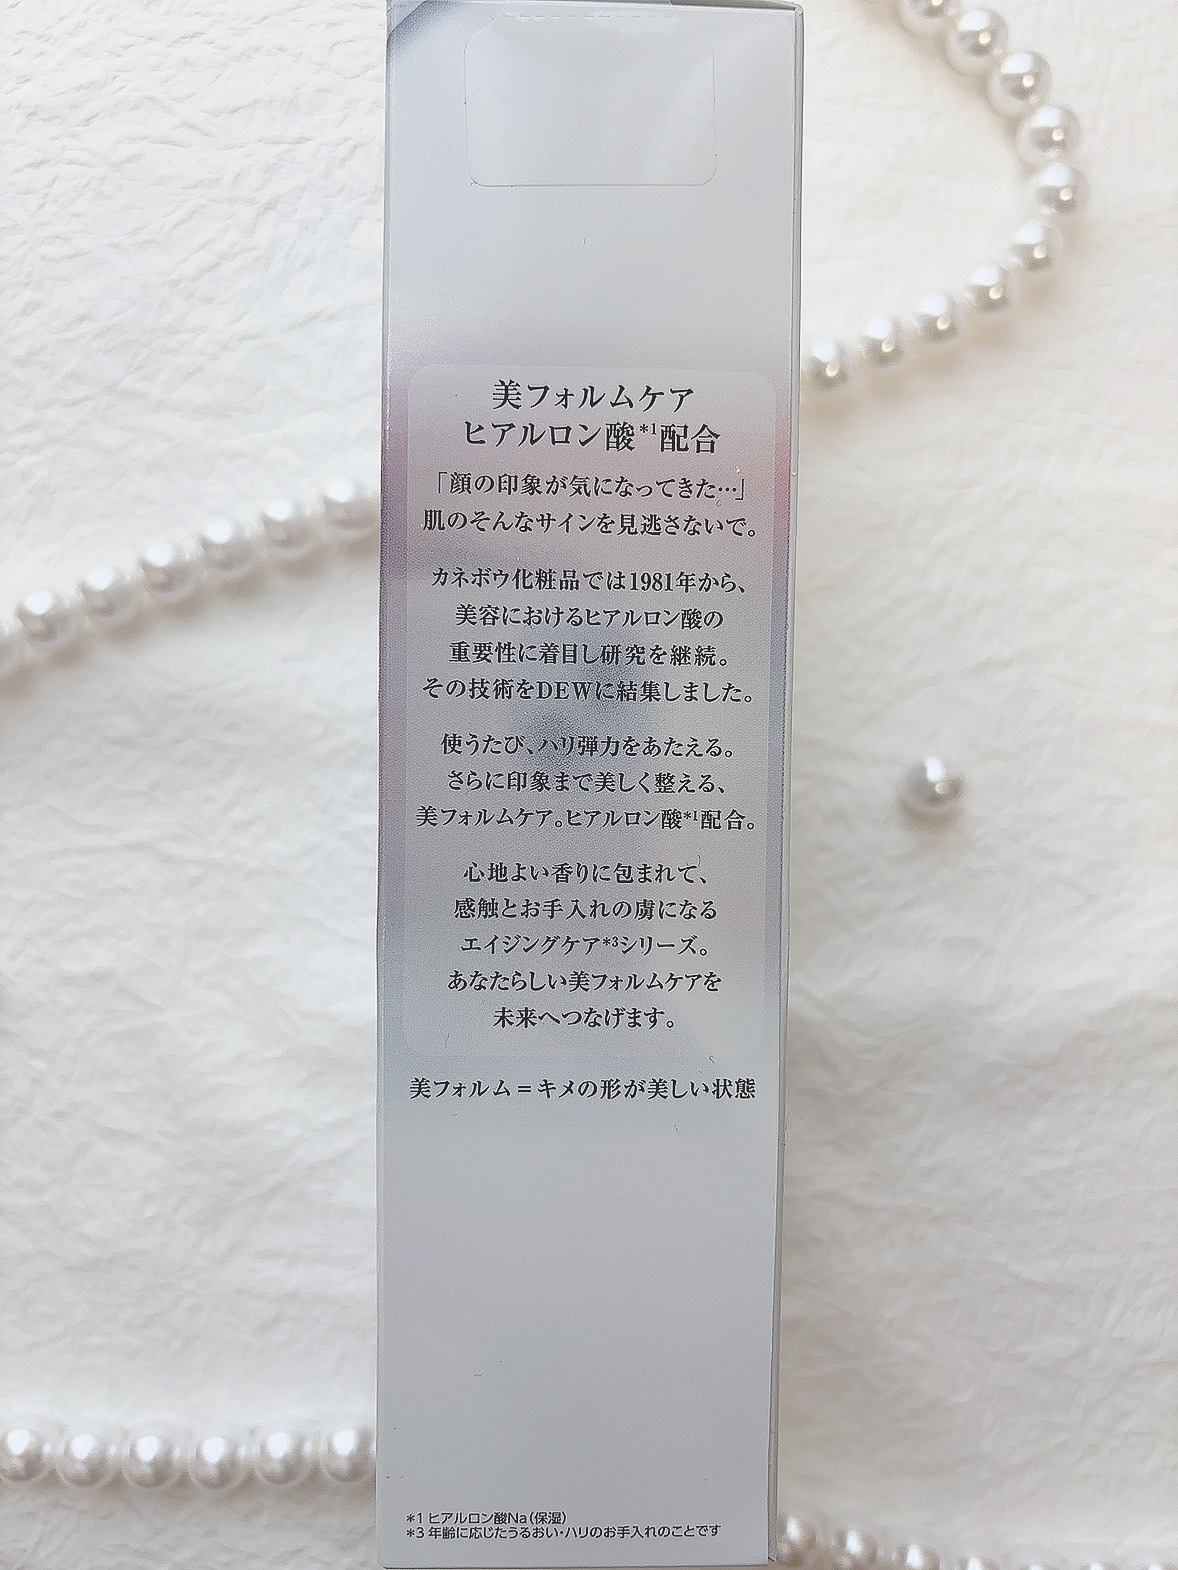 美フォルムケア
ヒアルロン酸*1配合
「顔の印象が気になってきた…」
肌のそんなサインを見逃さないで。
カネボウ化粧品では1981年から、
美容におけるヒアルロン酸の
重要性に着目し研究を継続。
その技術をDEWに結集しました。
使うたび、ハリ弾力をあたえる。
さらに印象まで美しく整える、
美フォルムケア。ヒアルロン酸*1配合。
心地よい香りに包まれて、
感触とお手入れの虜になる
エイジングケア*3シリーズ。
あなたらしい美フォルムケアを
未来へつなげます。
美フォルム＝キメの形が美しい状態
*1 ヒアルロン酸Na（保湿）
*3 年齢に応じたうるおい・ハリのお手入れのことです